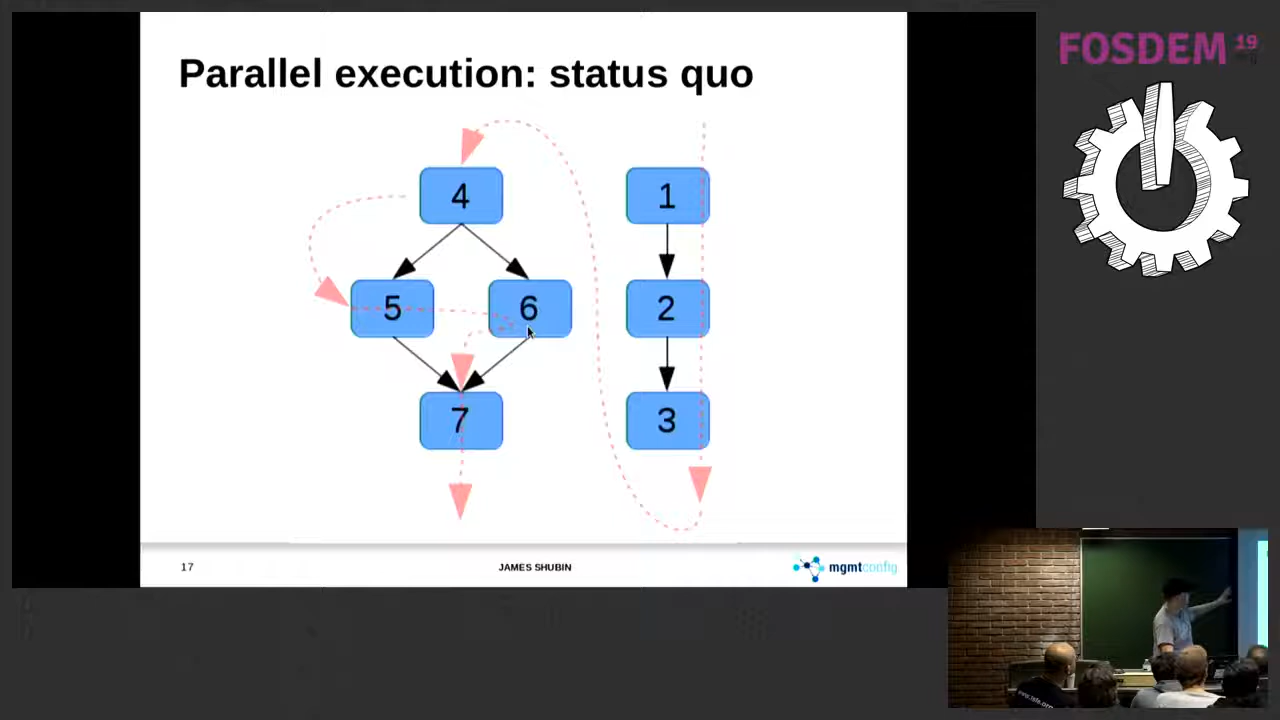 Parallel execution: status quo
4
1
5
6
2
7
3
17
JAMES SHUBIN
mgmtconfig
FOSDEM 19